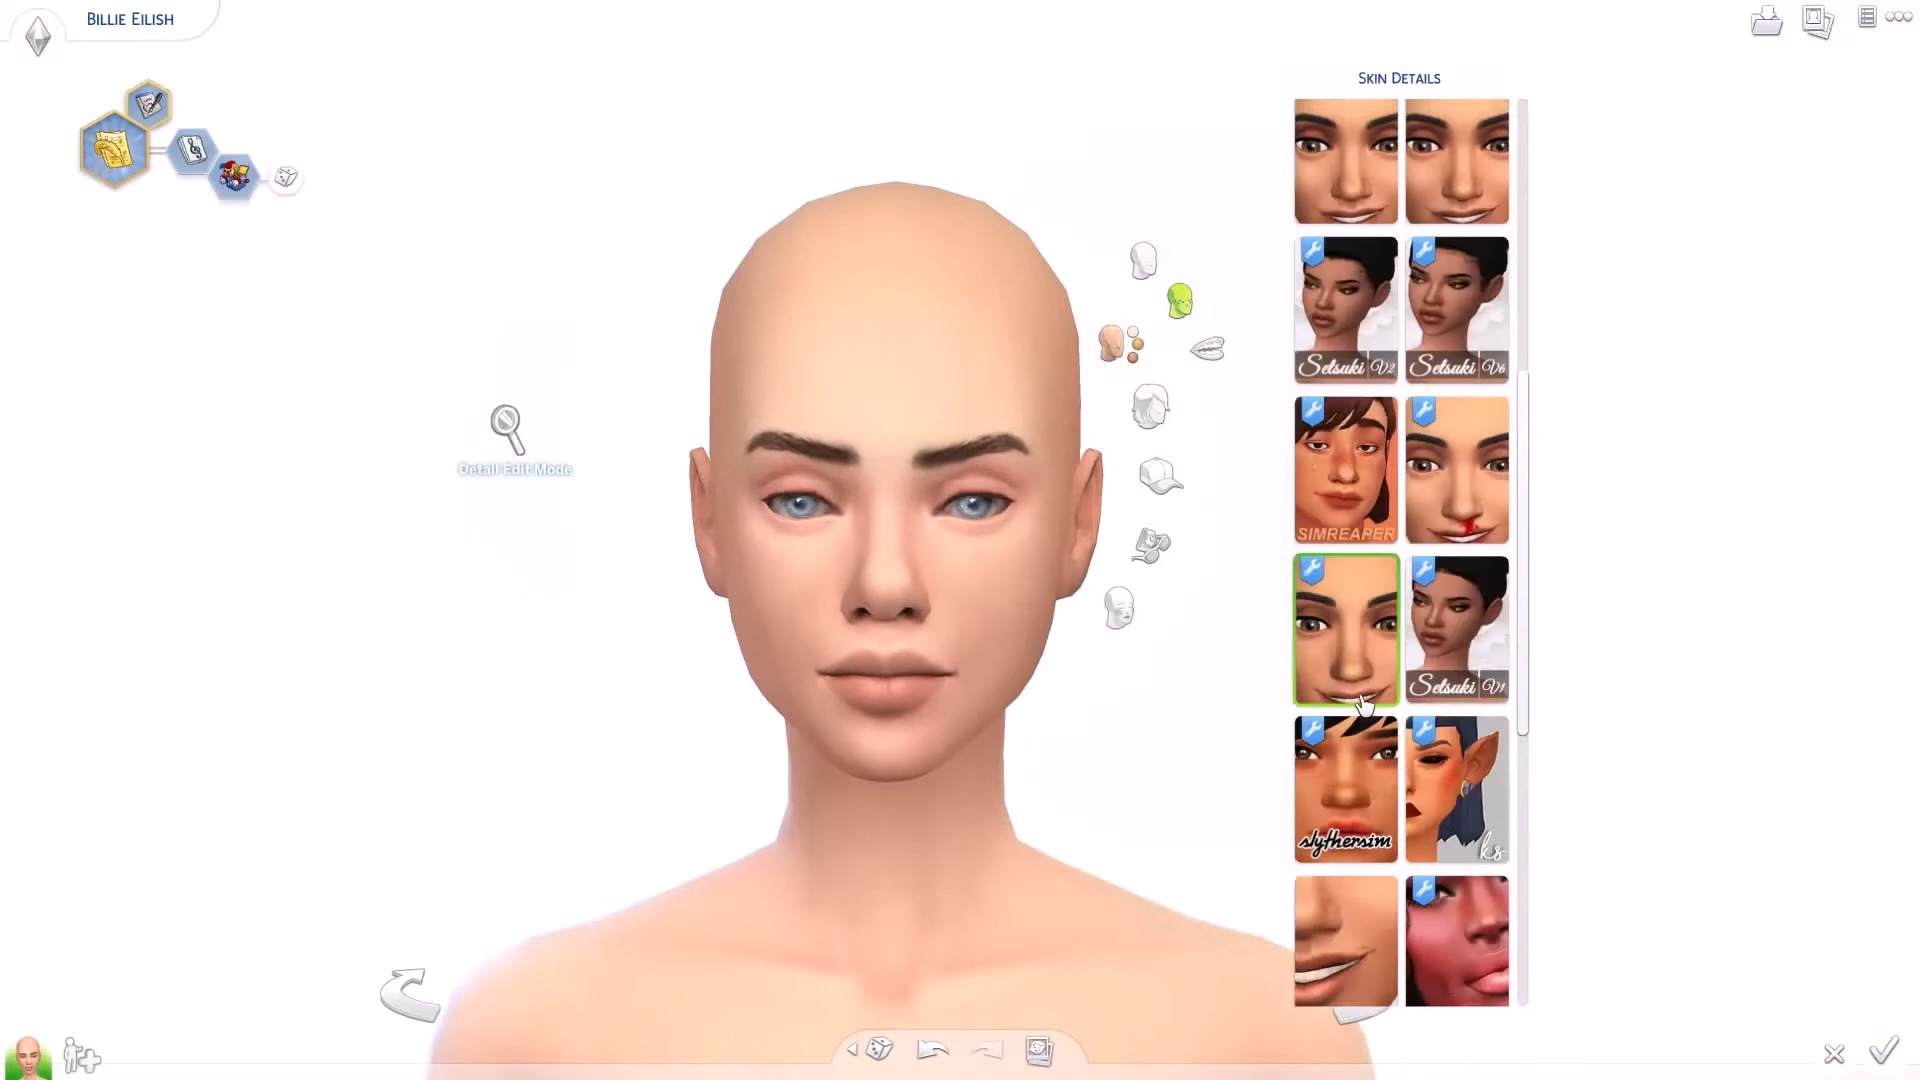 BILLIE EILISH
SKIN DETAILS
Setsuki V2
Setsuki V6
Detail Edit Mode
SIMREAPER
Setsuki V1
slythersim
ks